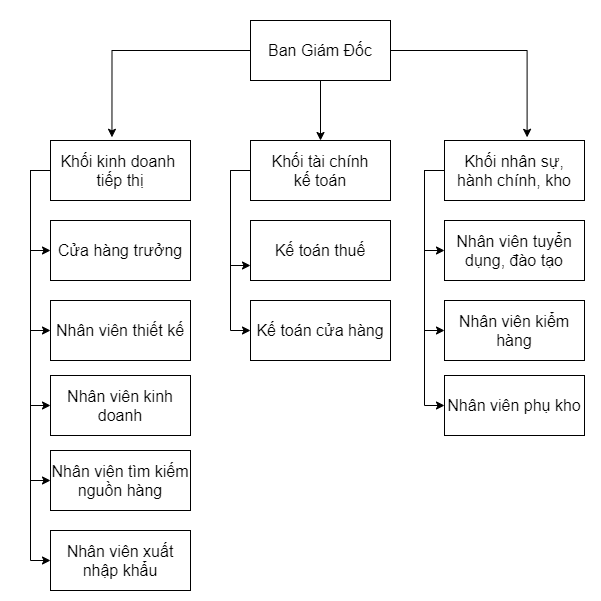 Ban Giám Đốc
Khối kinh doanh
tiếp thị
Cửa hàng trưởng
Nhân viên thiết kế
Nhân viên kinh
doanh
Nhân viên tìm kiếm
nguồn hàng
Nhân viên xuất
nhập khẩu
Khối tài chính
kế toán
Kế toán thuế
Kế toán cửa hàng
Khối nhân sự,
hành chính, kho
Nhân viên tuyển
dụng, đào tạo
Nhân viên kiểm
hàng
Nhân viên phụ kho